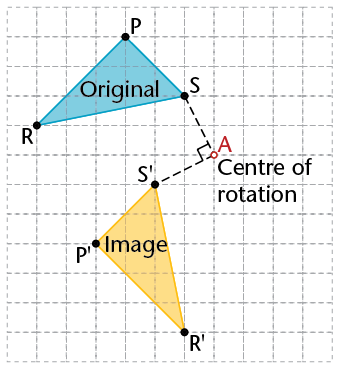 P
Original
S
R
A
Centre of
rotation
S'
P'
Image
R'